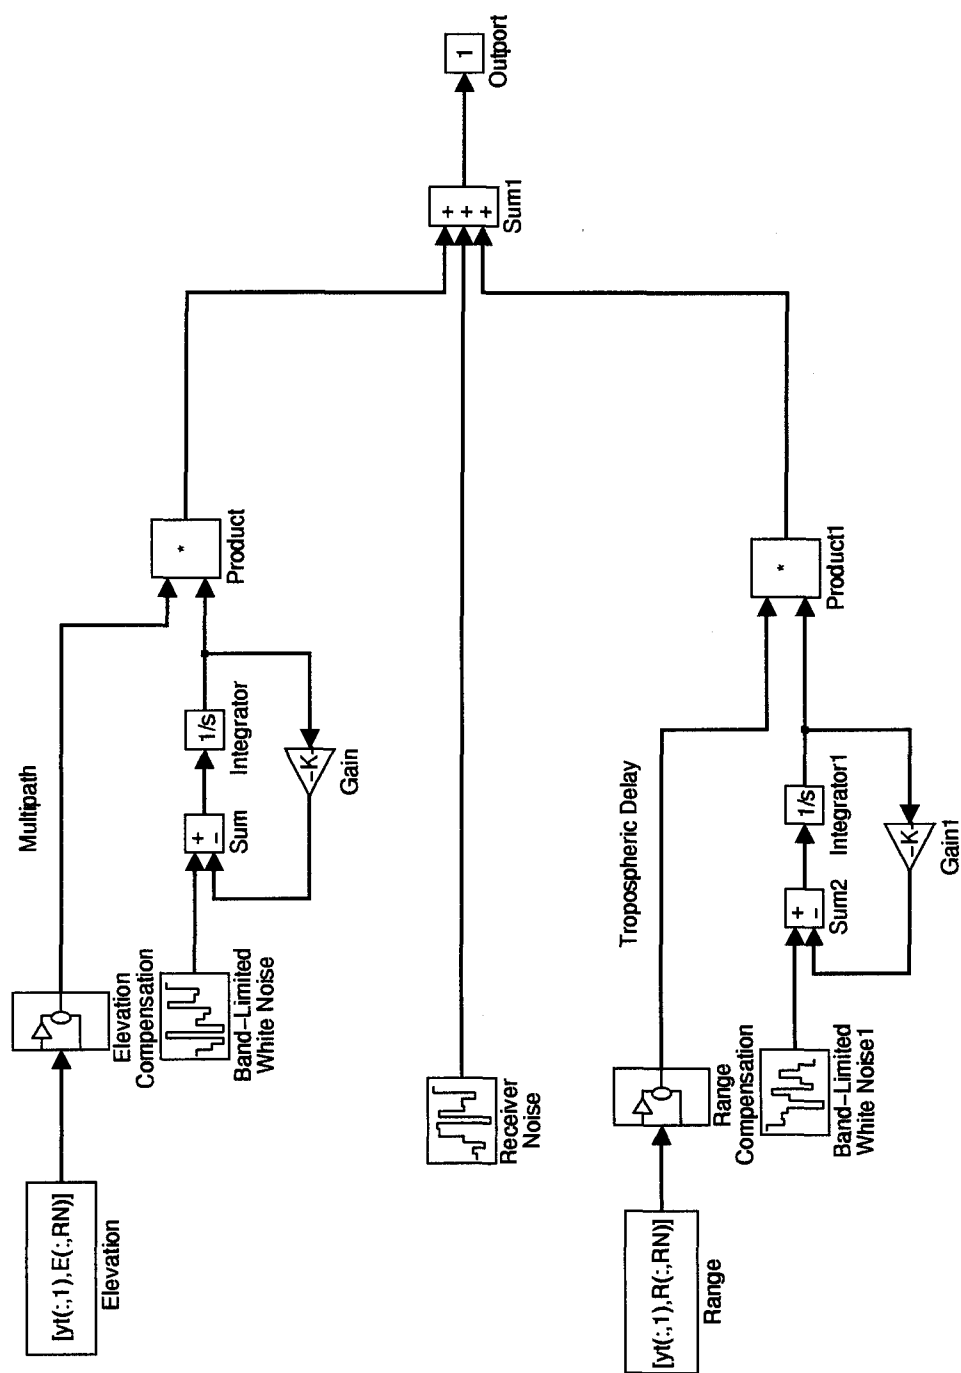 [yt(:,1),E(:,RN)]
Elevation
Elevation
Compensation
Multipath
Band-Limited
White Noise
+
-
Sum
1/s
Integrator
-K-
Gain
*
Product
Receiver
Noise
+
+
+
Sum1
1
Outport
[yt(:,1),R(:,RN)]
Range
Range
Compensation
Tropospheric Delay
Band-Limited
White Noise1
+
-
Sum2
1/s
Integrator1
-K-
Gain1
*
Product1